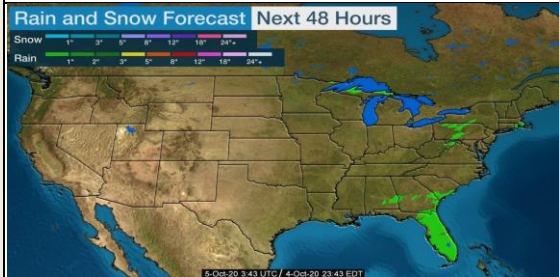 Rain and Snow Forecast Next 48 Hours
Snow 1" 3" 5" 8" 12" 18" 24"+
Rain 1" 2" 3" 5" 8" 12" 18" 24"+
5-Oct-20 3:43 UTC / 4-Oct-20 23:43 EDT